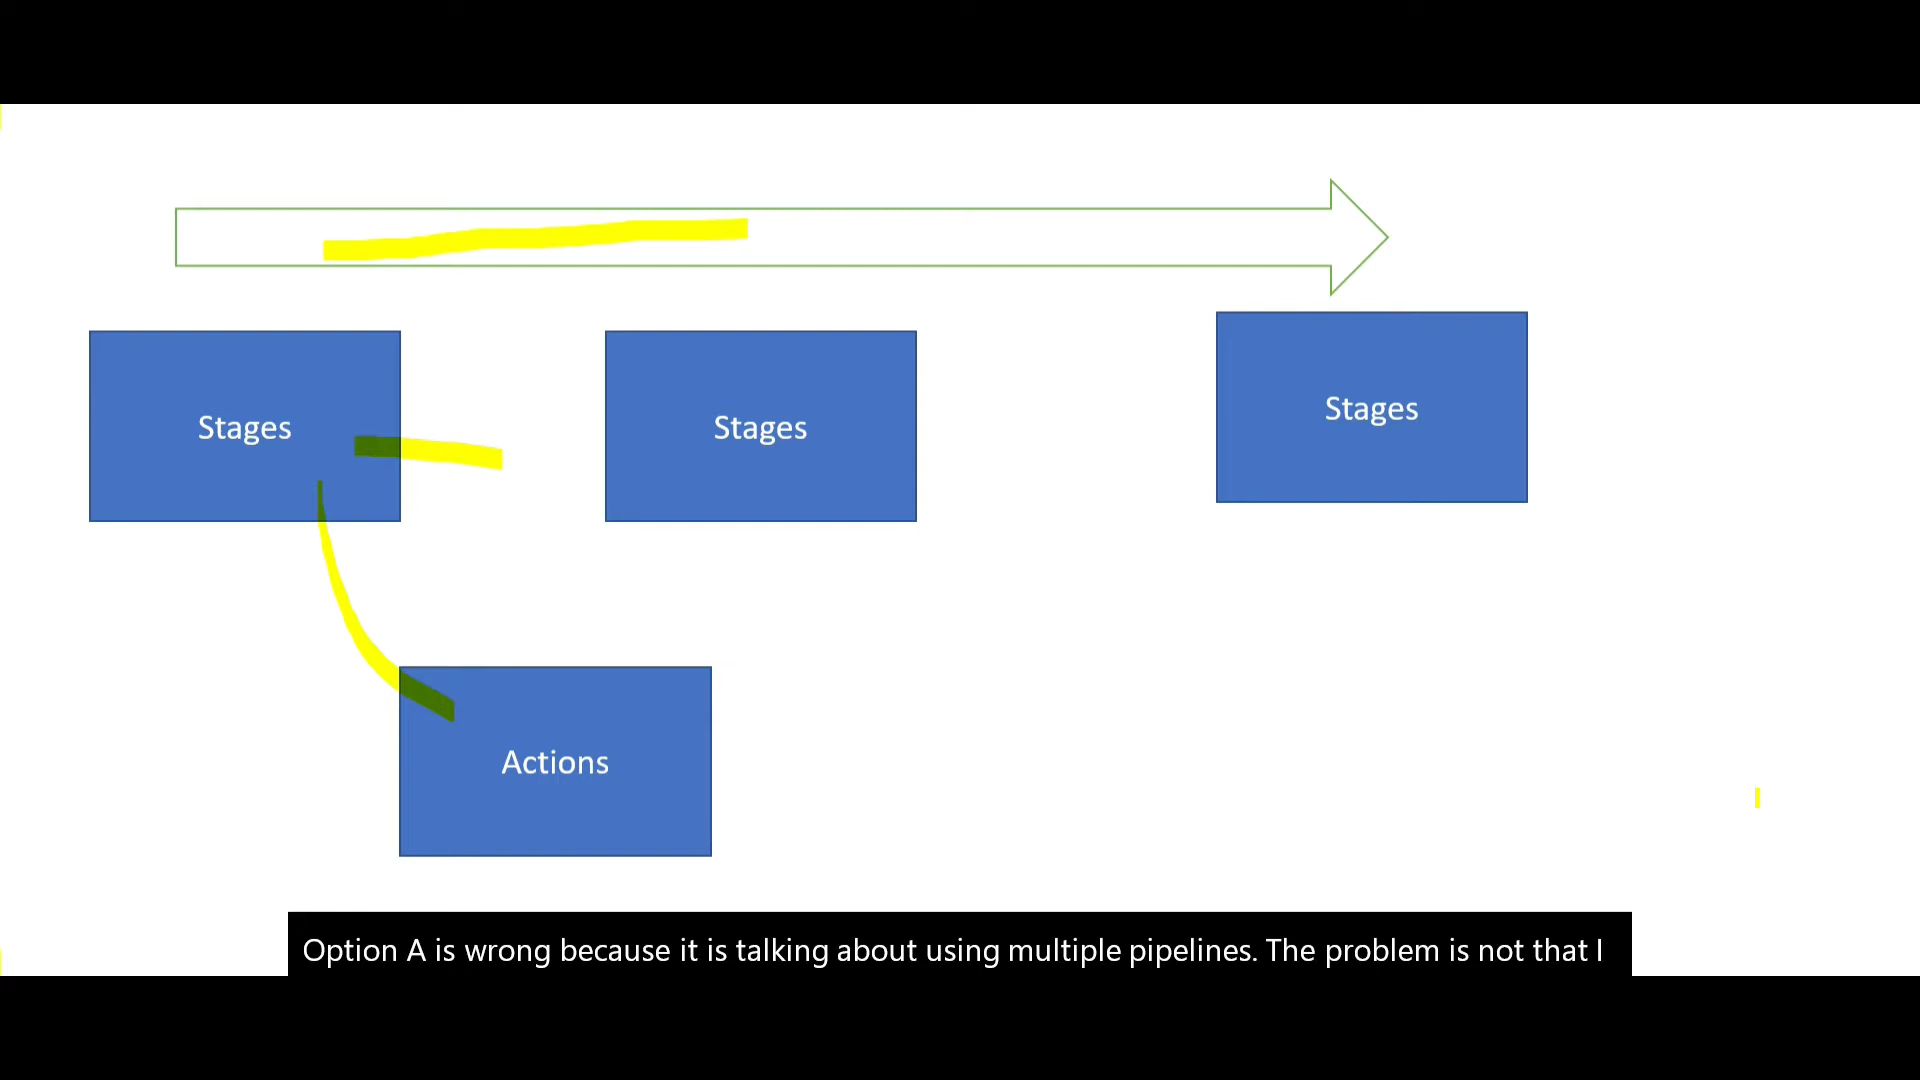 Stages
Stages
Stages
Actions
Option A is wrong because it is talking about using multiple pipelines. The problem is not that I